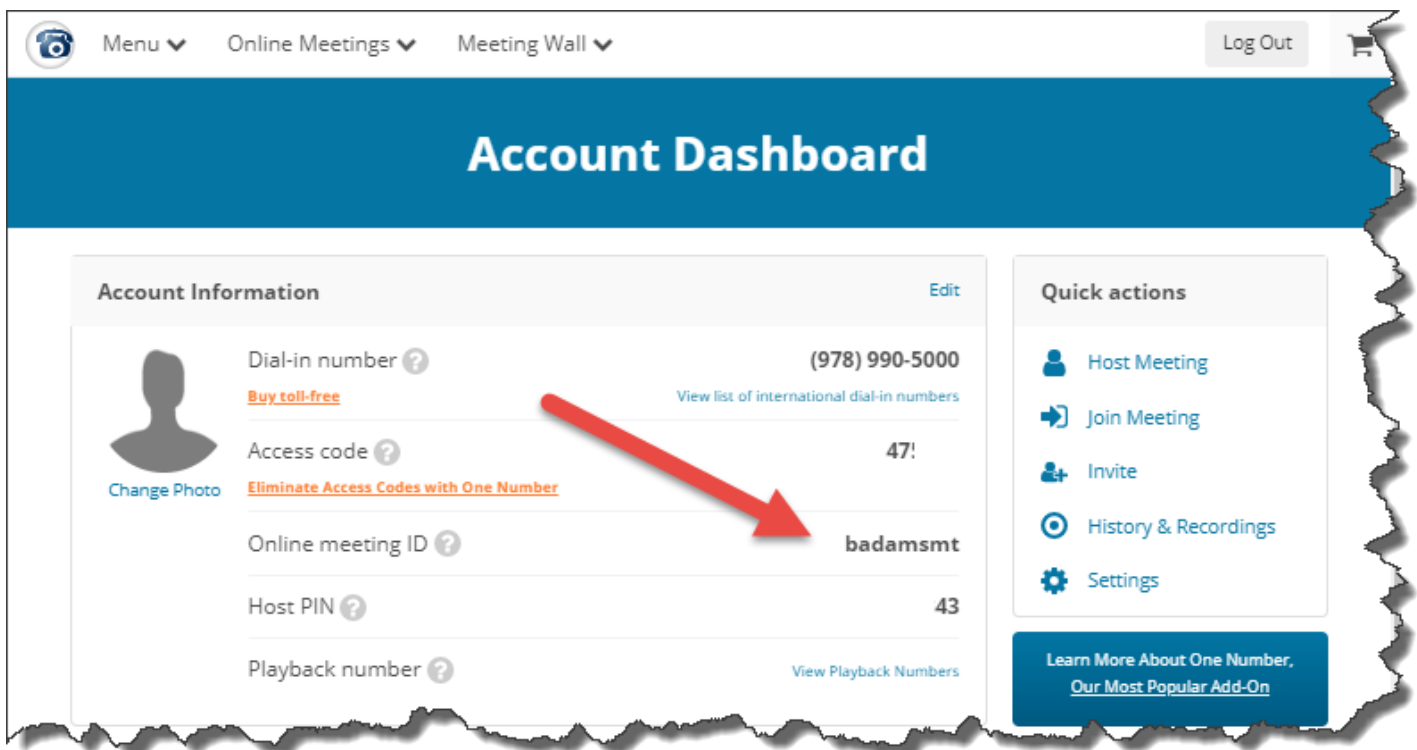 Menu Online Meetings Meeting Wall Log Out
Account Dashboard
Account Information Edit
Dial-in number ? (978) 990-5000
Buy toll-free View list of international dial-in numbers
Access code ? 47
Change Photo Eliminate Access Codes with One Number
Online meeting ID ? badamsmt
Host PIN ? 43
Playback number ? View Playback Numbers
Quick actions
Host Meeting
Join Meeting
Invite
History & Recordings
Settings
Learn More About One Number,
Our Most Popular Add-On